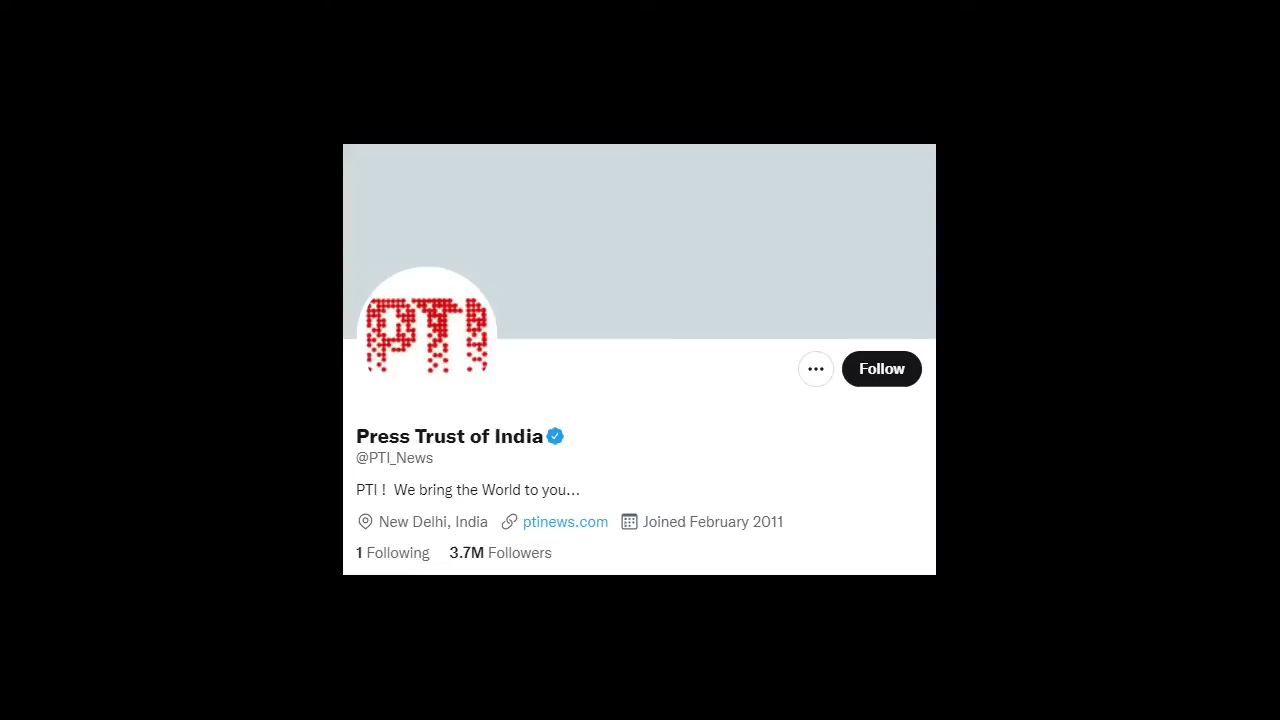 PTI
Follow
Press Trust of India
@PTI_News
PTI ! We bring the World to you...
New Delhi, India ptinews.com Joined February 2011
1 Following 3.7M Followers